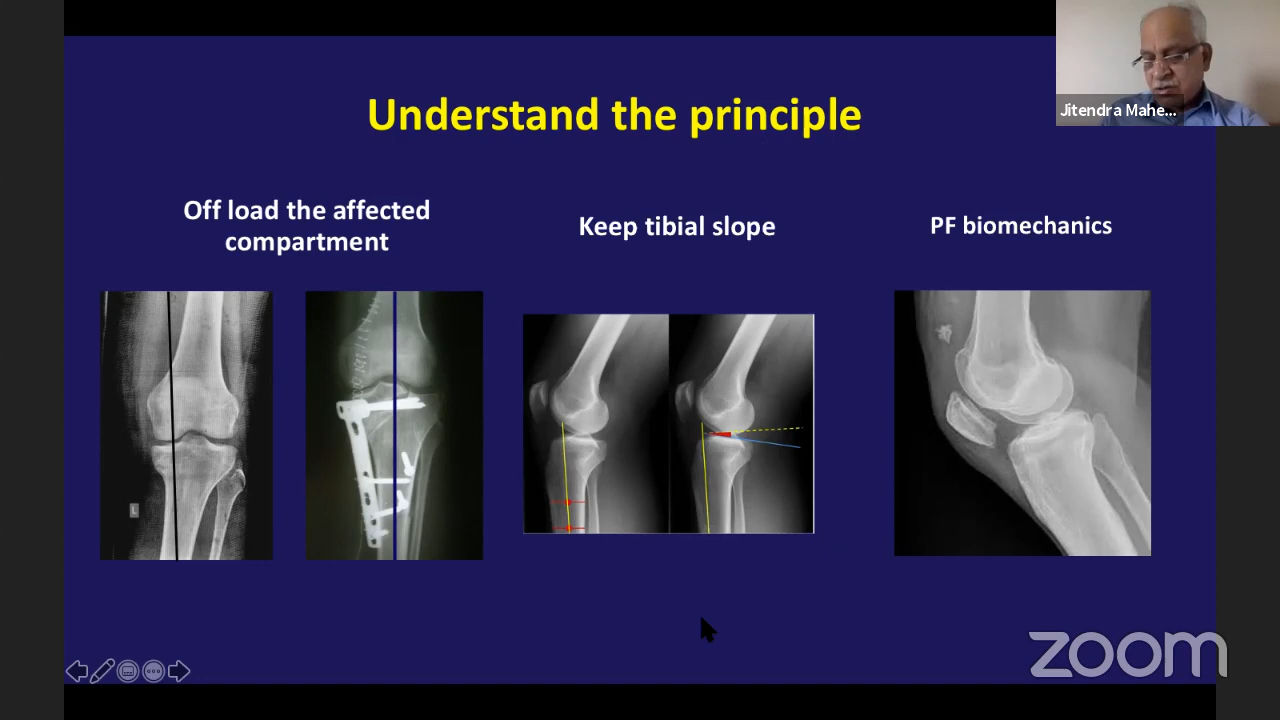 Understand the principle
Off load the affected
compartment
Keep tibial slope
PF biomechanics
L
Jitendra Mahe...
zoom